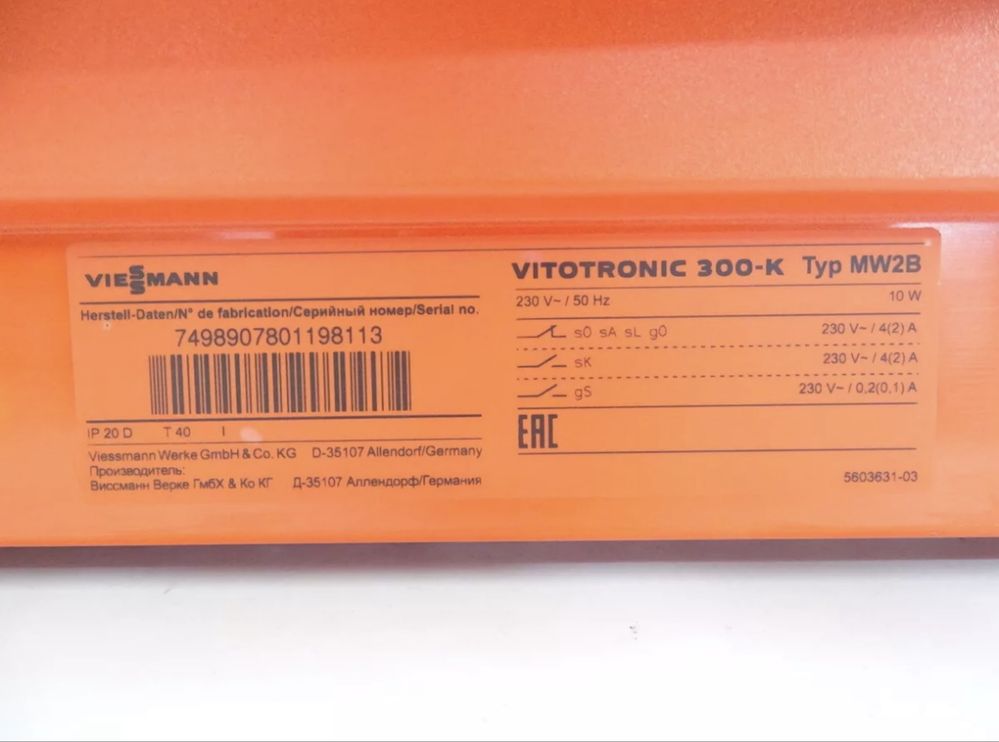 VIESSMANN
Herstell-Daten/N° de fabrication/Серийный номер/Serial no.
7498907801198113
IP 20 D T 40 I
Viessmann Werke GmbH & Co. KG D-35107 Allendorf/Germany
Производитель:
Виссманн Верке ГмбХ & Ко КГ Д-35107 Аллендорф/Германия
VITOTRONIC 300-K Typ MW2B
230 V~ / 50 Hz 10 W
sÖ sA sL gÖ 230 V~ / 4(2) A
sK 230 V~ / 4(2) A
gS 230 V~ / 0,2(0,1) A
EAC
5603631-03